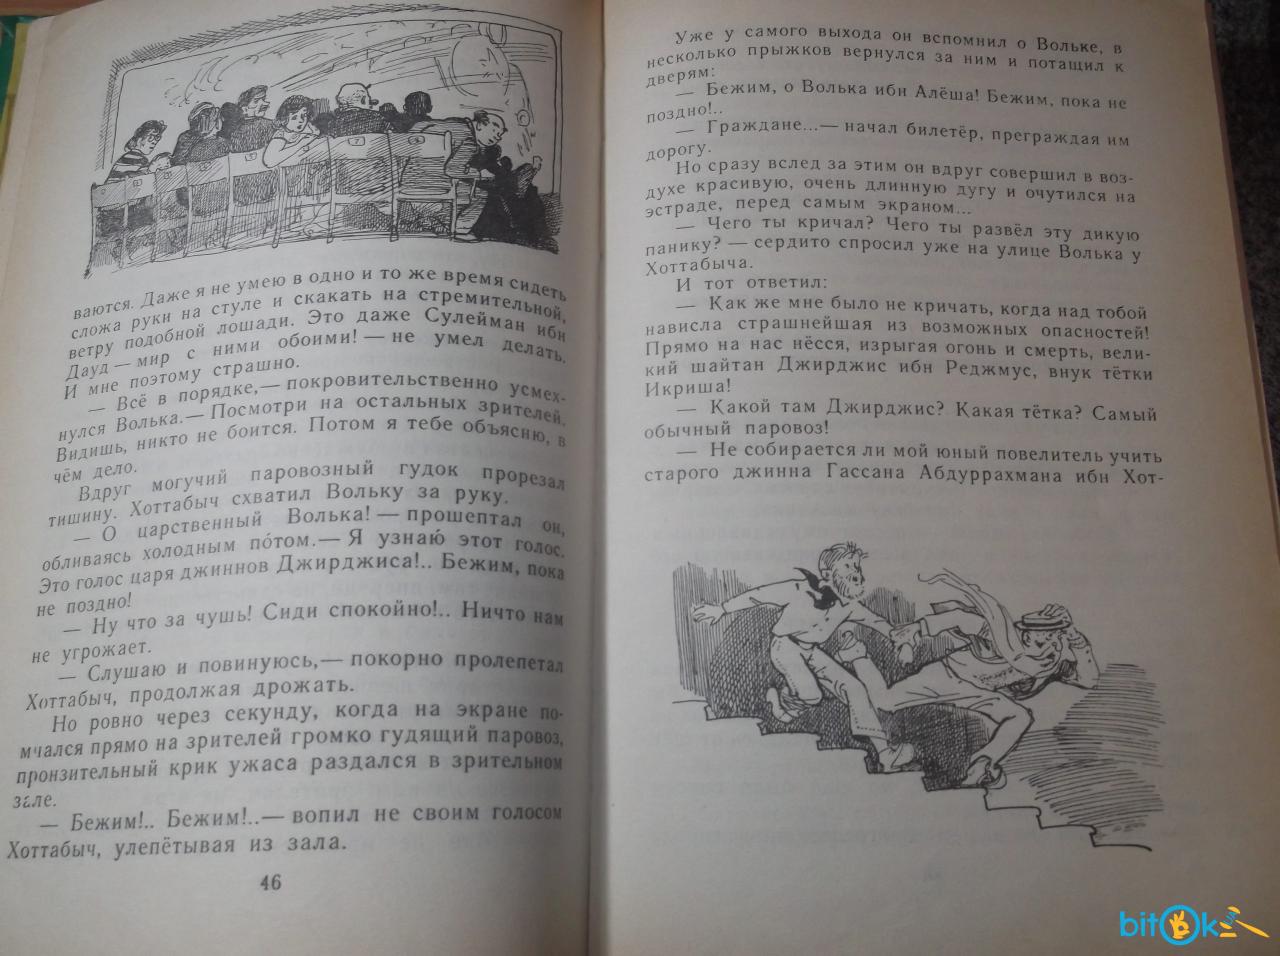 ваются. Даже я не умею в одно и то же время сидеть
сложа руки на стуле и скакать на стремительной,
ветру подобной лошади. Это даже Сулейман ибн
Дауд — мир с ними обоими! — не умел делать.
И мне поэтому страшно.
— Всё в порядке,— покровительственно усмех-
нулся Волька.— Посмотри на остальных зрителей.
Видишь, никто не боится. Потом я тебе объясню, в
чём дело.
Вдруг могучий паровозный гудок прорезал
тишину. Хоттабыч схватил Вольку за руку.
— О царственный Волька! — прошептал он,
обливаясь холодным по́том.— Я узнаю́ этот голос.
Это голос царя джиннов Джирджиса!.. Бежим, пока
не поздно!
— Ну что за чушь! Сиди спокойно!.. Ничто нам
не угрожает.
— Слушаю и повинуюсь,— покорно пролепетал
Хоттабыч, продолжая дрожать.
Но ровно через секунду, когда на экране по-
мчался прямо на зрителей громко гудящий паровоз,
пронзительный крик ужаса раздался в зрительном
зале.
— Бежим!.. Бежим!..— вопил не своим голосом
Хоттабыч, улепётывая из зала.
46
Уже у самого выхода он вспомнил о Вольке, в
несколько прыжков вернулся за ним и потащил к
дверям:
— Бежим, о Волька ибн Алёша! Бежим, пока не
поздно!..
— Граждане...— начал билетёр, преграждая им
дорогу.
Но сразу вслед за этим он вдруг совершил в воз-
духе красивую, очень длинную дугу и очутился на
эстраде, перед самым экраном...
— Чего ты кричал? Чего ты развёл эту дикую
панику? — сердито спросил уже на улице Волька у
Хоттабыча.
И тот ответил:
— Как же мне было не кричать, когда над тобой
нависла страшнейшая из возможных опасностей!
Прямо на нас нёсся, изрыгая огонь и смерть, вели-
кий шайтан Джирджис ибн Реджмус, внук тётки
Икриша!
— Какой там Джирджис? Какая тётка? Самый
обычный паровоз!
— Не собирается ли мой юный повелитель учить
старого джинна Гассана Абдуррахмана ибн Хот-